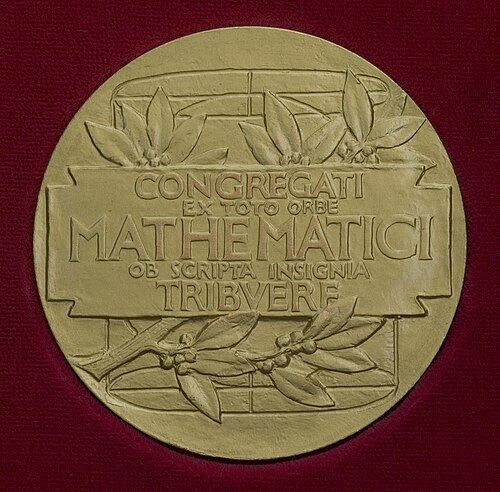 CONGREGATI
EX TOTO ORBE
MATHEMATICI
OB SCRIPTA INSIGNIA
TRIBVERE